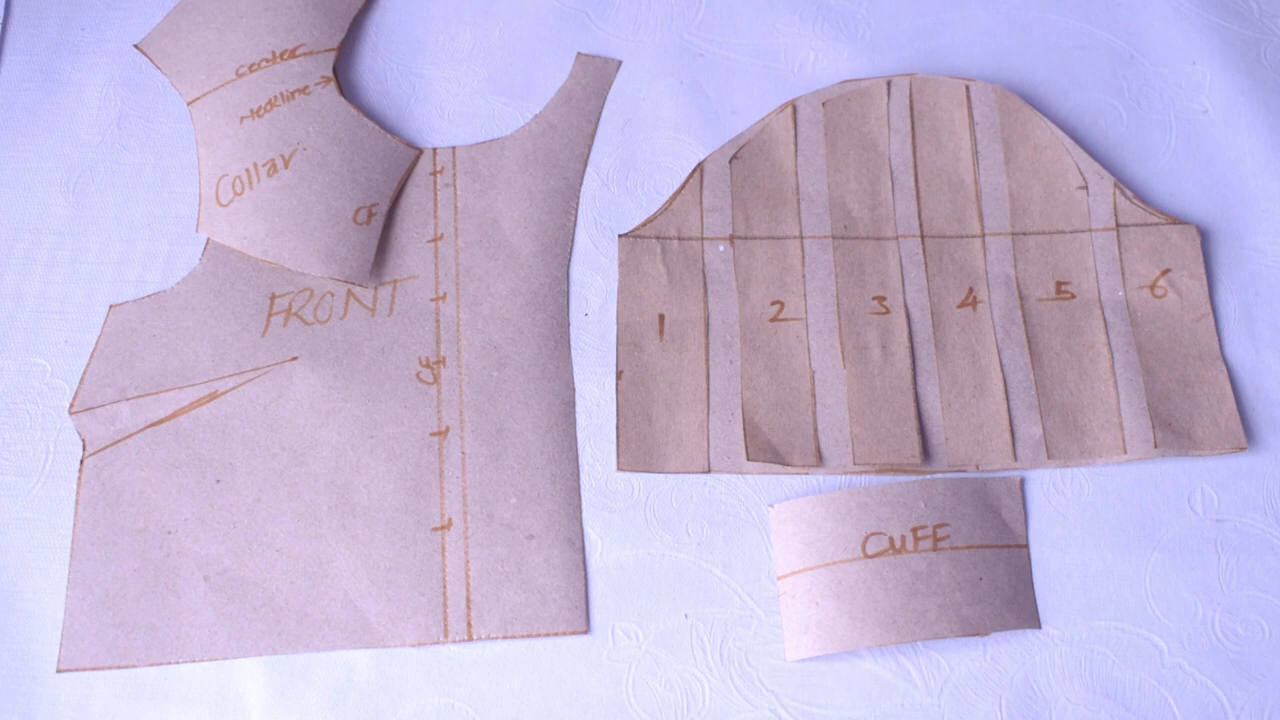 center
Neckline →
Collar
CF
FRONT
CF
1
2
3
4
5
6
CUFF